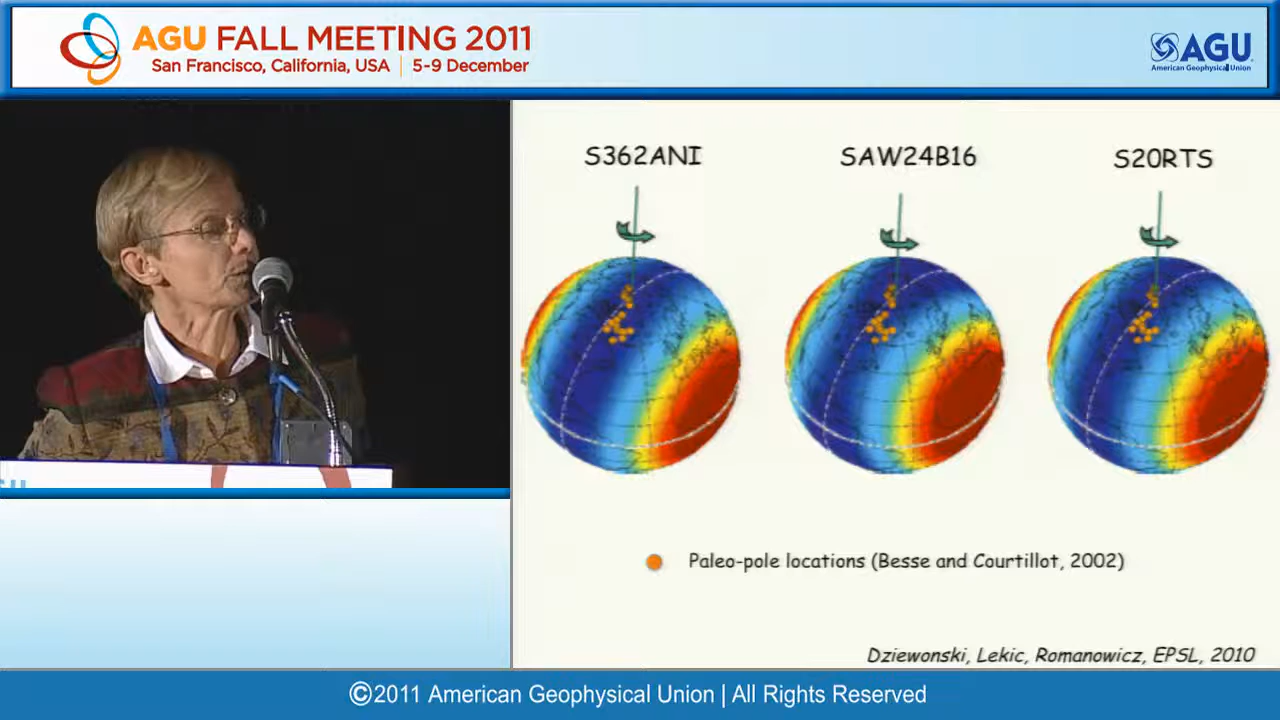 AGU FALL MEETING 2011
San Francisco, California, USA | 5-9 December
AGU
American Geophysical Union
S362ANI
SAW24B16
S20RTS
Paleo-pole locations (Besse and Courtillot, 2002)
Dziewonski, Lekic, Romanowicz, EPSL, 2010
©2011 American Geophysical Union | All Rights Reserved